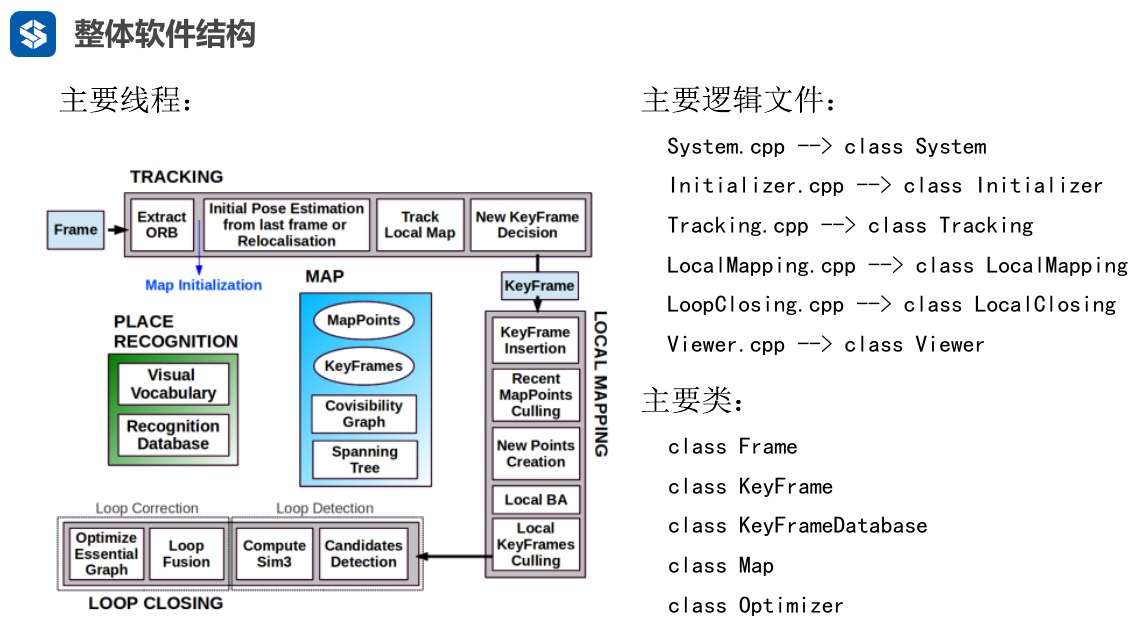 整体软件结构
主要线程：
TRACKING
Frame
Extract
ORB
Initial Pose Estimation
from last frame or
Relocalisation
Track
Local Map
New KeyFrame
Decision
Map Initialization
KeyFrame
MAP
MapPoints
KeyFrames
Covisibility
Graph
Spanning
Tree
PLACE
RECOGNITION
Visual
Vocabulary
Recognition
Database
LOCAL MAPPING
KeyFrame
Insertion
Recent
MapPoints
Culling
New Points
Creation
Local BA
Local
KeyFrames
Culling
Loop Correction
Loop Detection
Optimize
Essential
Graph
Loop
Fusion
Compute
Sim3
Candidates
Detection
LOOP CLOSING
主要逻辑文件：
System.cpp --> class System
Initializer.cpp --> class Initializer
Tracking.cpp --> class Tracking
LocalMapping.cpp --> class LocalMapping
LoopClosing.cpp --> class LocalClosing
Viewer.cpp --> class Viewer
主要类：
class Frame
class KeyFrame
class KeyFrameDatabase
class Map
class Optimizer